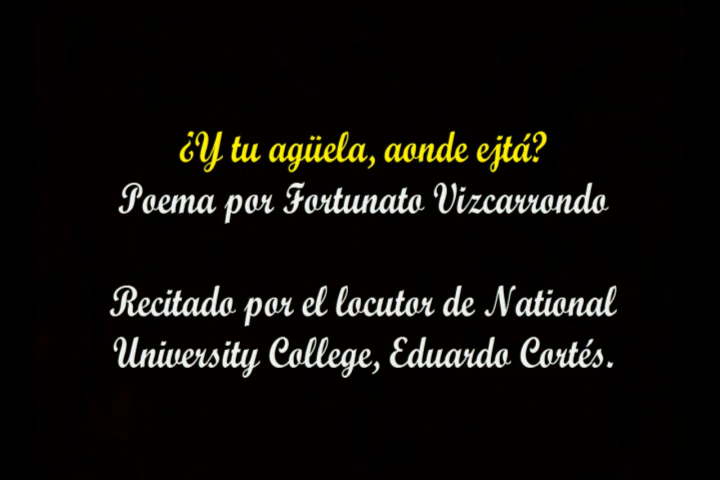 ¿Y tu agüela, aonde ejtá?
Poema por Fortunato Vizcarrondo
Recitado por el locutor de National
University College, Eduardo Cortés.